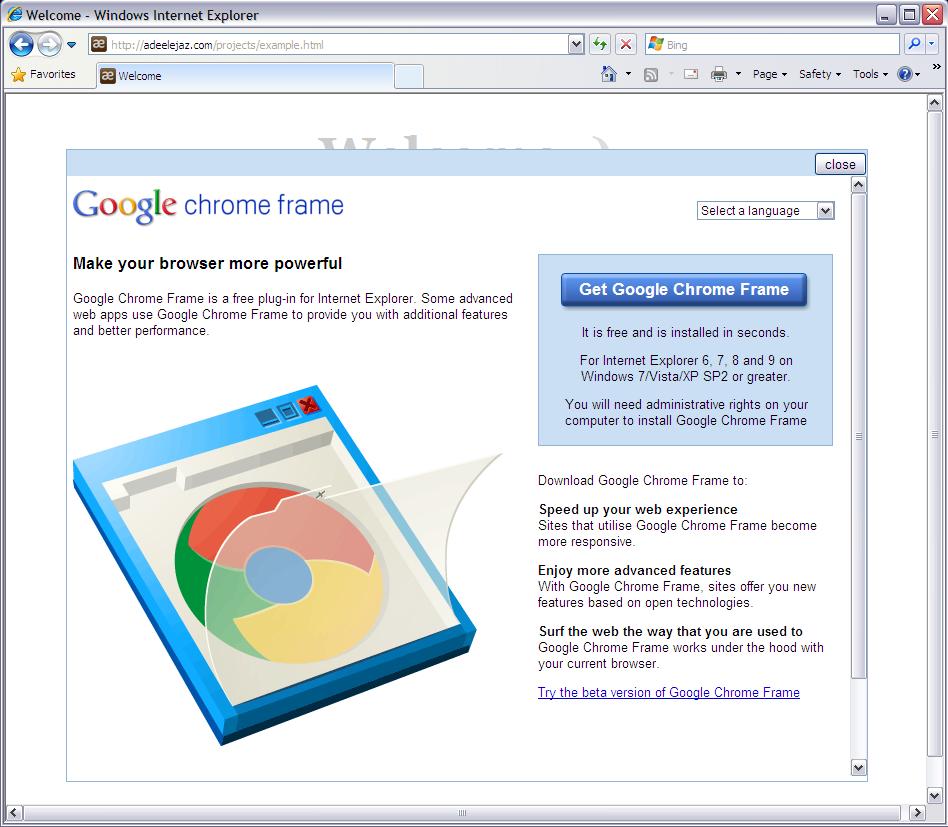 Welcome - Windows Internet Explorer
http://adeelejaz.com/projects/example.html
Bing
Favorites
æ Welcome
Page
Safety
Tools
»
Welcome :)
close
Google chrome frame
Select a language
Make your browser more powerful
Google Chrome Frame is a free plug-in for Internet Explorer. Some advanced
web apps use Google Chrome Frame to provide you with additional features
and better performance.
Get Google Chrome Frame
It is free and is installed in seconds.
For Internet Explorer 6, 7, 8 and 9 on
Windows 7/Vista/XP SP2 or greater.
You will need administrative rights on your
computer to install Google Chrome Frame
Download Google Chrome Frame to:
Speed up your web experience
Sites that utilise Google Chrome Frame become
more responsive.
Enjoy more advanced features
With Google Chrome Frame, sites offer you new
features based on open technologies.
Surf the web the way that you are used to
Google Chrome Frame works under the hood with
your current browser.
Try the beta version of Google Chrome Frame